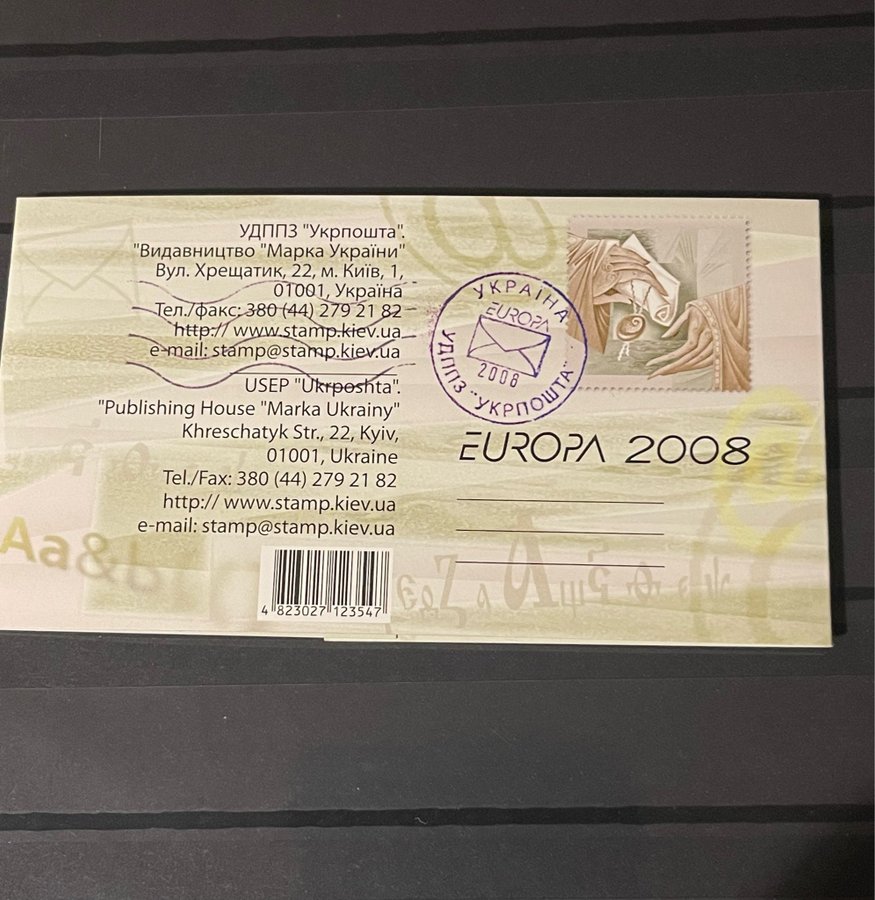 УДППЗ "Укрпошта".
"Видавництво "Марка України"
Вул. Хрещатик, 22, м. Київ, 1,
01001, Україна
Тел./факс: 380 (44) 279 21 82
http:// www.stamp.kiev.ua
e-mail: stamp@stamp.kiev.ua
USEP "Ukrposhta".
"Publishing House "Marka Ukrainy"
Khreschatyk Str., 22, Kyiv,
01001, Ukraine
Tel./Fax: 380 (44) 279 21 82
http:// www.stamp.kiev.ua
e-mail: stamp@stamp.kiev.ua
4 823027 123547
УКРАЇНА
EUROPA
2008
УДППЗ "УКРПОШТА"
EUROPA 2008
Aa&